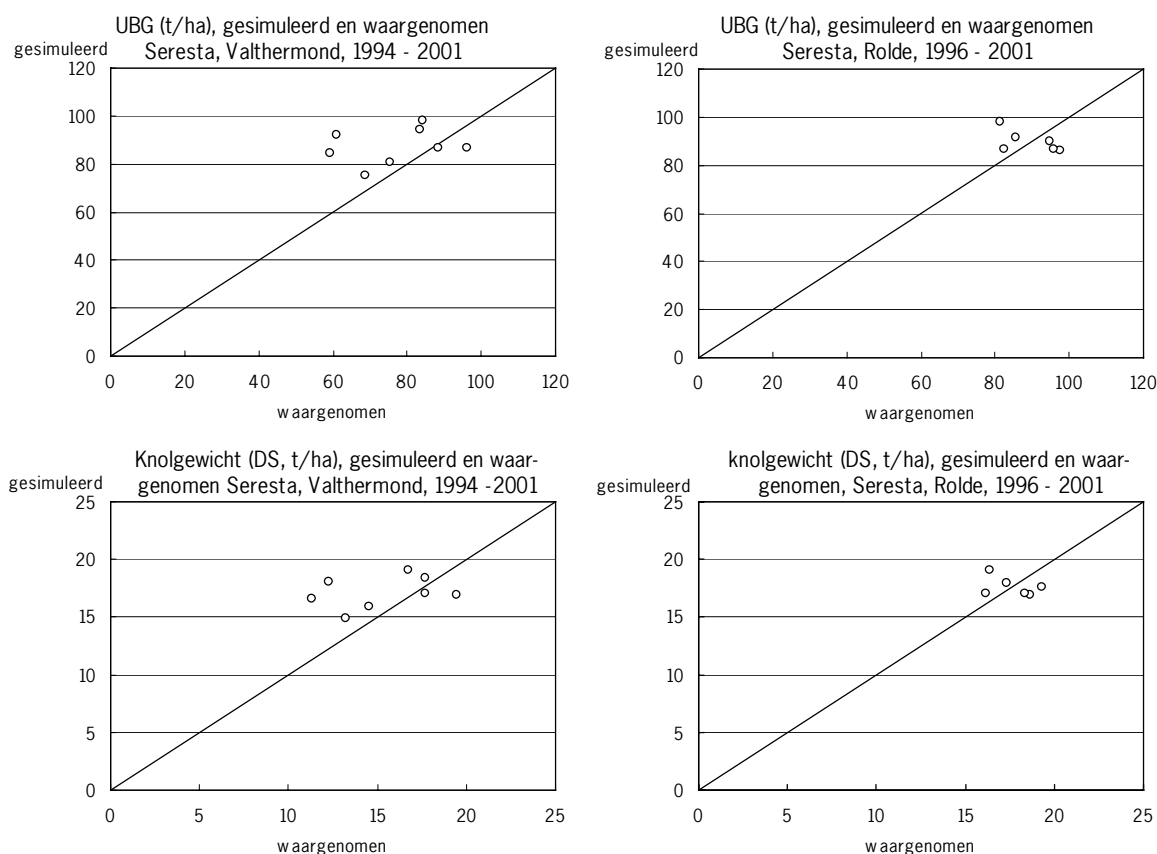 UBG (t/ha), gesimuleerd en waargenomen
Seresta, Valthermond, 1994 - 2001
gesimuleerd
120
100
80
60
40
20
0
0 20 40 60 80 100 120
waargenomen
UBG (t/ha), gesimuleerd en waargenomen
Seresta, Rolde, 1996 - 2001
gesimuleerd
120
100
80
60
40
20
0
0 20 40 60 80 100 120
waargenomen
Knolgewicht (DS, t/ha), gesimuleerd en waar-
genomen Seresta, Valthermond, 1994 -2001
gesimuleerd
25
20
15
10
5
0
0 5 10 15 20 25
waargenomen
knolgewicht (DS, t/ha), gesimuleerd en waar-
genomen, Seresta, Rolde, 1996 - 2001
gesimuleerd
25
20
15
10
5
0
0 5 10 15 20 25
waargenomen